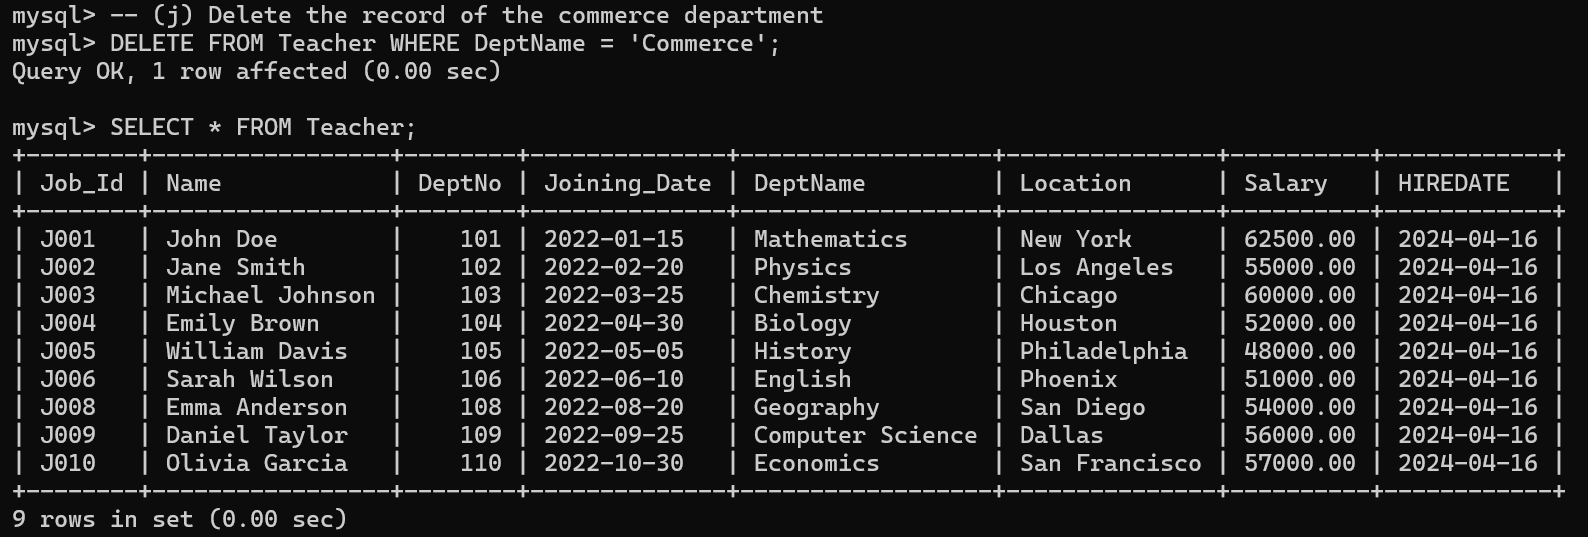 mysql> -- (j) Delete the record of the commerce department
mysql> DELETE FROM Teacher WHERE DeptName = 'Commerce';
Query OK, 1 row affected (0.00 sec)

mysql> SELECT * FROM Teacher;
+--------+-----------------+--------+--------------+------------------+---------------+----------+------------+
| Job_Id | Name            | DeptNo | Joining_Date | DeptName         | Location      | Salary   | HIREDATE   |
+--------+-----------------+--------+--------------+------------------+---------------+----------+------------+
| J001   | John Doe        |    101 | 2022-01-15   | Mathematics      | New York      | 62500.00 | 2024-04-16 |
| J002   | Jane Smith      |    102 | 2022-02-20   | Physics          | Los Angeles   | 55000.00 | 2024-04-16 |
| J003   | Michael Johnson |    103 | 2022-03-25   | Chemistry        | Chicago       | 60000.00 | 2024-04-16 |
| J004   | Emily Brown     |    104 | 2022-04-30   | Biology          | Houston       | 52000.00 | 2024-04-16 |
| J005   | William Davis   |    105 | 2022-05-05   | History          | Philadelphia  | 48000.00 | 2024-04-16 |
| J006   | Sarah Wilson    |    106 | 2022-06-10   | English          | Phoenix       | 51000.00 | 2024-04-16 |
| J008   | Emma Anderson   |    108 | 2022-08-20   | Geography        | San Diego     | 54000.00 | 2024-04-16 |
| J009   | Daniel Taylor   |    109 | 2022-09-25   | Computer Science | Dallas        | 56000.00 | 2024-04-16 |
| J010   | Olivia Garcia   |    110 | 2022-10-30   | Economics        | San Francisco | 57000.00 | 2024-04-16 |
+--------+-----------------+--------+--------------+------------------+---------------+----------+------------+
9 rows in set (0.00 sec)